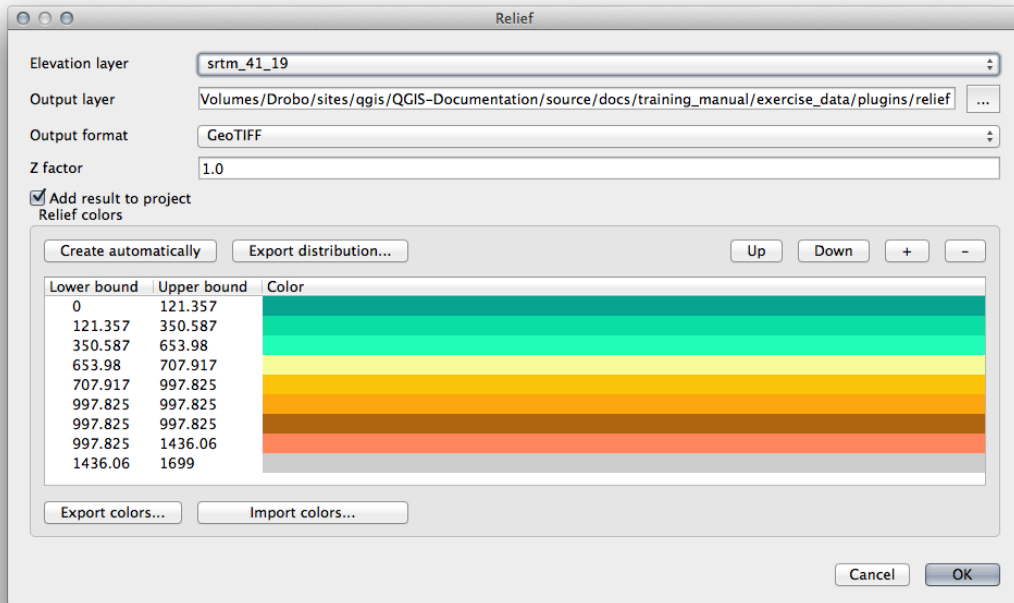 Relief
Elevation layer srtm_41_19
Output layer Volumes/Drobo/sites/qgis/QGIS-Documentation/source/docs/training_manual/exercise_data/plugins/relief ...
Output format GeoTIFF
Z factor 1.0
Add result to project
Relief colors
Create automatically Export distribution... Up Down + -
Lower bound Upper bound Color
0 121.357
121.357 350.587
350.587 653.98
653.98 707.917
707.917 997.825
997.825 997.825
997.825 997.825
997.825 1436.06
1436.06 1699
Export colors... Import colors...
Cancel OK